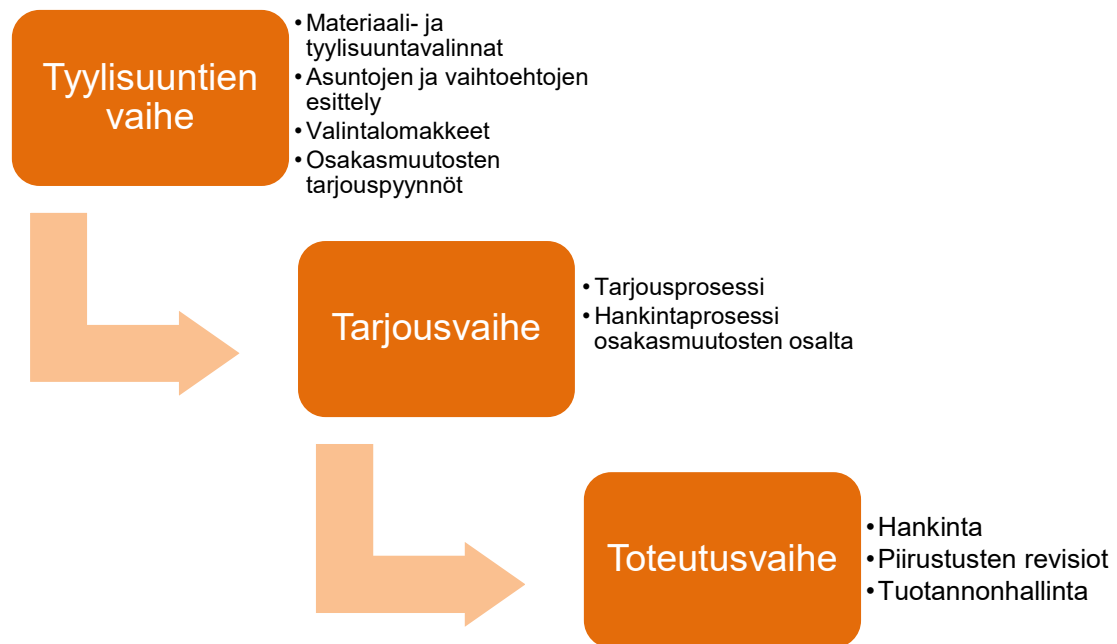 Tyylisuuntien
vaihe
•Materiaali- ja
tyylisuuntavalinnat
•Asuntojen ja vaihtoehtojen
esittely
•Valintalomakkeet
•Osakasmuutosten
tarjouspyynnöt
Tarjousvaihe
•Tarjousprosessi
•Hankintaprosessi
osakasmuutosten osalta
Toteutusvaihe
•Hankinta
•Piirustusten revisiot
•Tuotannonhallinta